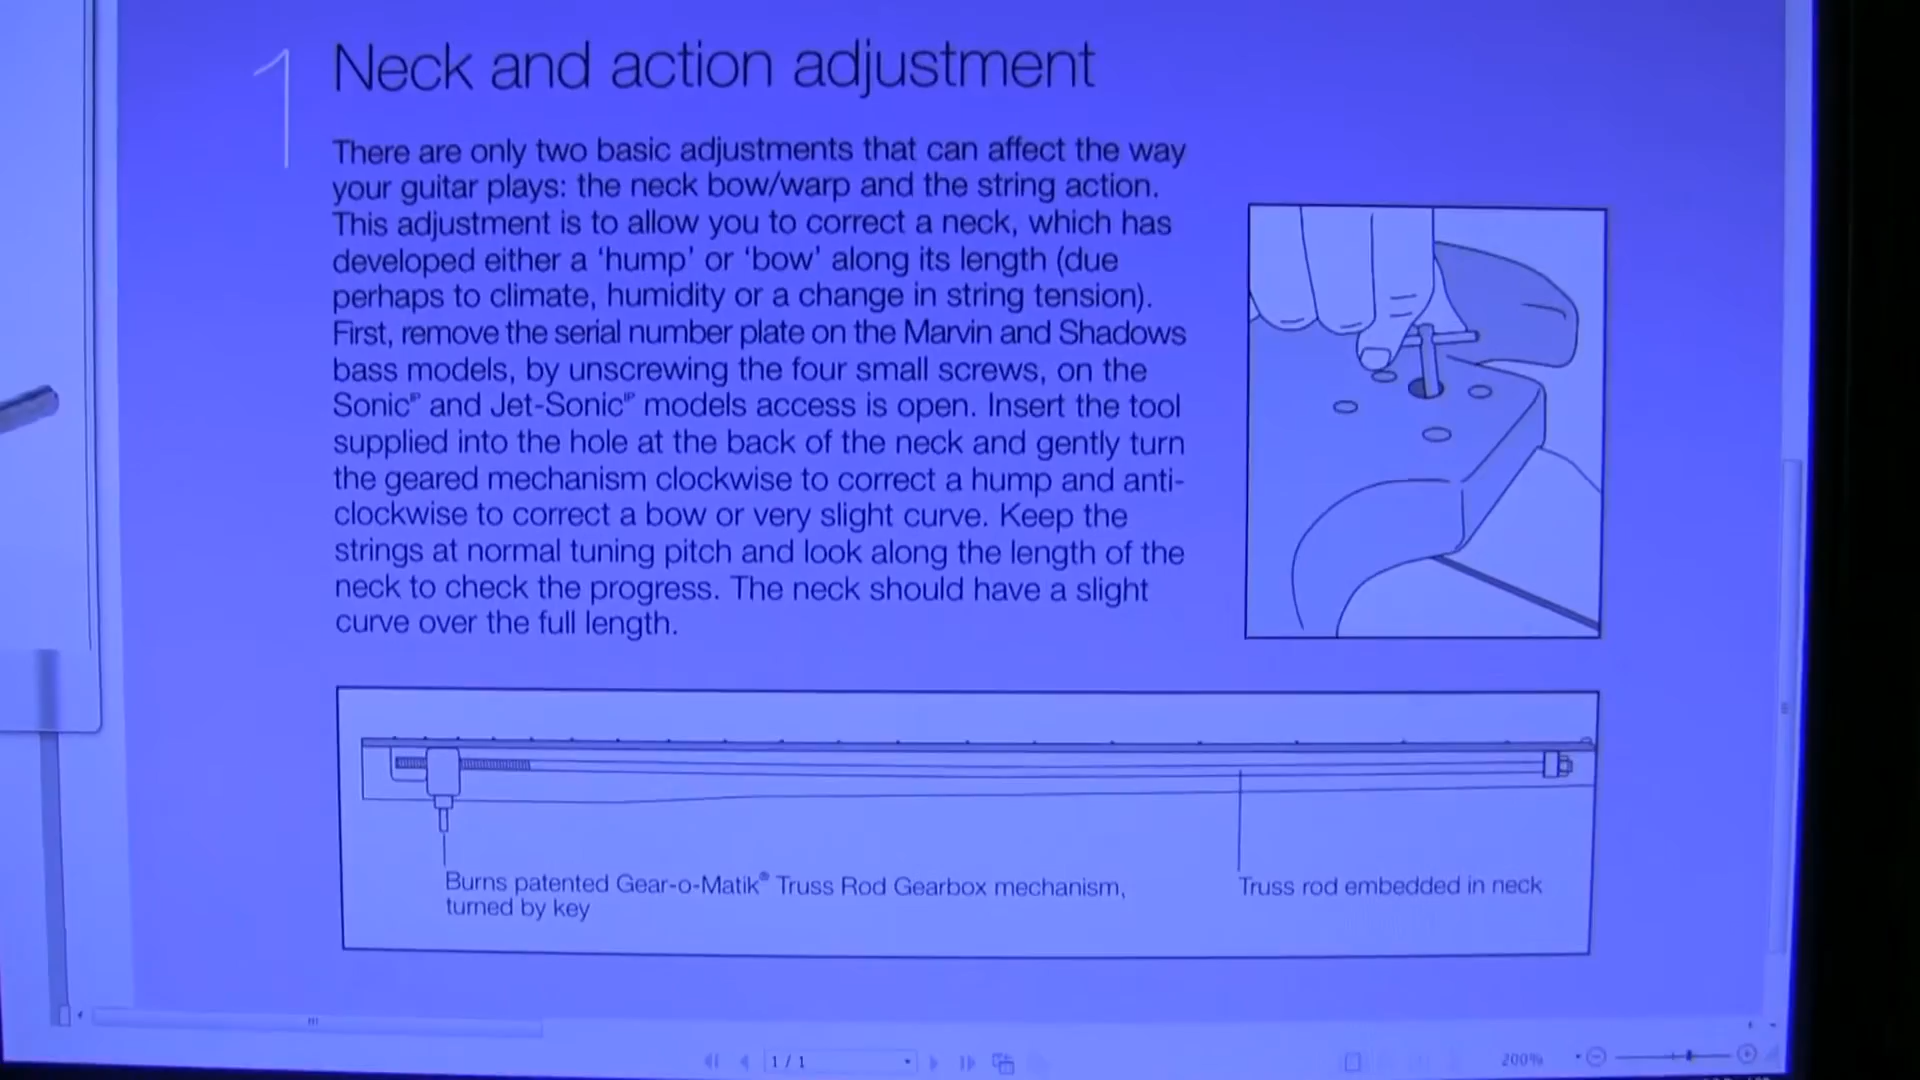 1
Neck and action adjustment
There are only two basic adjustments that can affect the way
your guitar plays: the neck bow/warp and the string action.
This adjustment is to allow you to correct a neck, which has
developed either a ‘hump’ or ‘bow’ along its length (due
perhaps to climate, humidity or a change in string tension).
First, remove the serial number plate on the Marvin and Shadows
bass models, by unscrewing the four small screws, on the
Sonic and Jet-Sonic models access is open. Insert the tool
supplied into the hole at the back of the neck and gently turn
the geared mechanism clockwise to correct a hump and anti-
clockwise to correct a bow or very slight curve. Keep the
strings at normal tuning pitch and look along the length of the
neck to check the progress. The neck should have a slight
curve over the full length.
Burns patented Gear-o-Matik® Truss Rod Gearbox mechanism,
turned by key
Truss rod embedded in neck
1 / 1
200%